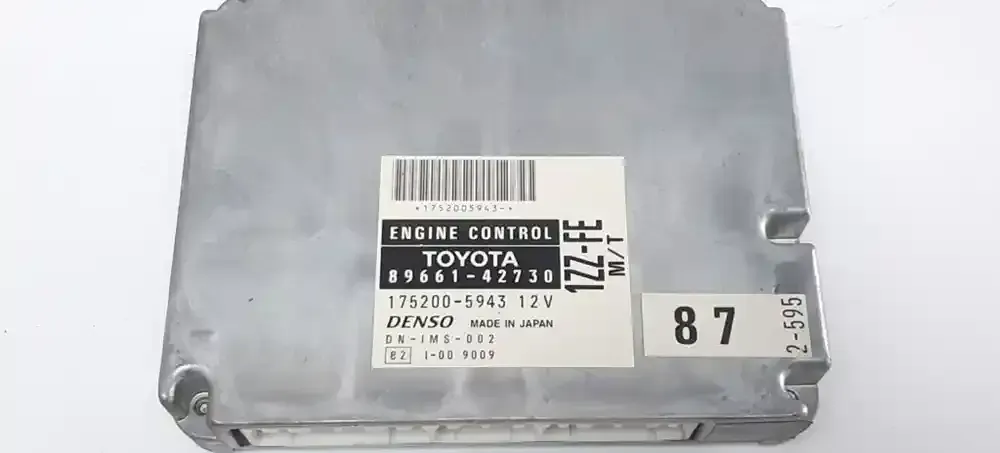 *1752005943-*
ENGINE CONTROL
TOYOTA
89661-42730
175200-5943 12V
DENSO MADE IN JAPAN
DN-IMS-002
82 I-00 9009
1ZZ-FE
M/T
87
2-595